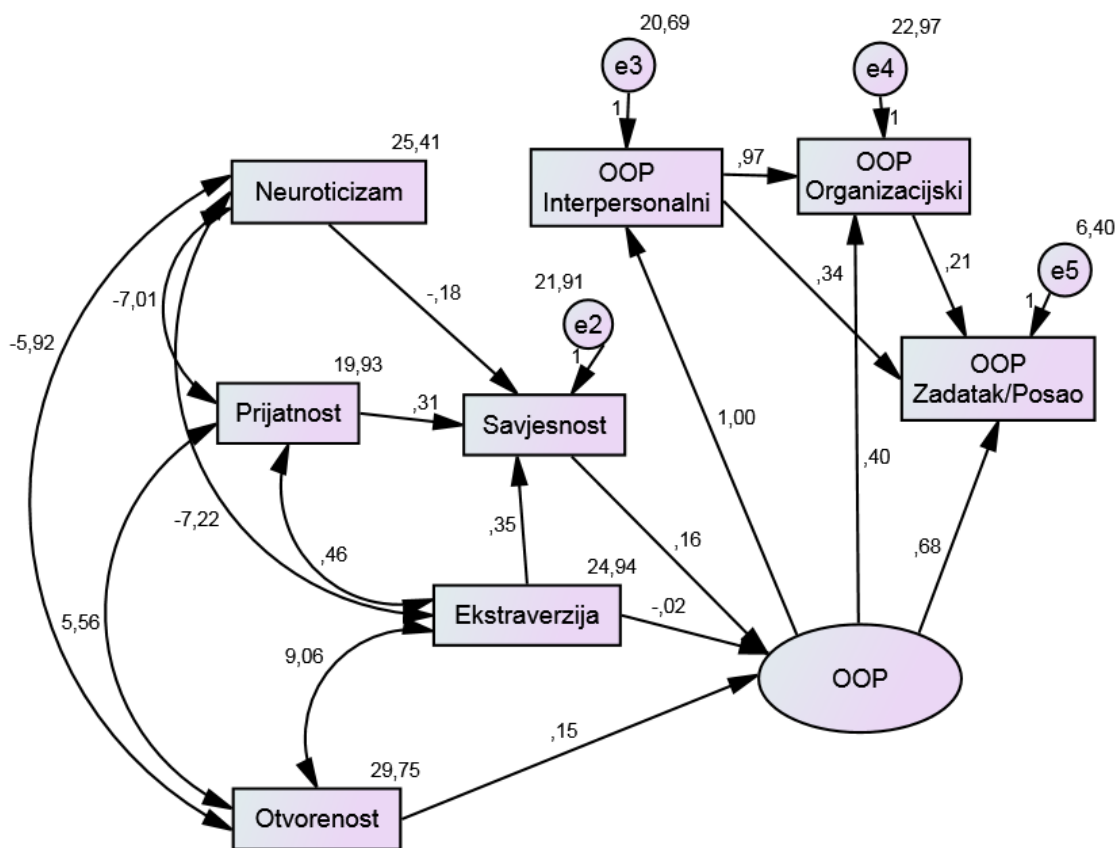 20,69
22,97
e3
e4
1
1
25,41
OOP
Interpersonalni
,97
OOP
Organizacijski
Neuroticizam
6,40
e5
,34
,21
-7,01
-,18
21,91
e2
1
1
-5,92
19,93
OOP
Zadatak/Posao
Prijatnost
,31
Savjesnost
1,00
,40
-7,22
,46
,35
,16
,68
24,94
Ekstraverzija
-,02
5,56
9,06
OOP
,15
29,75
Otvorenost